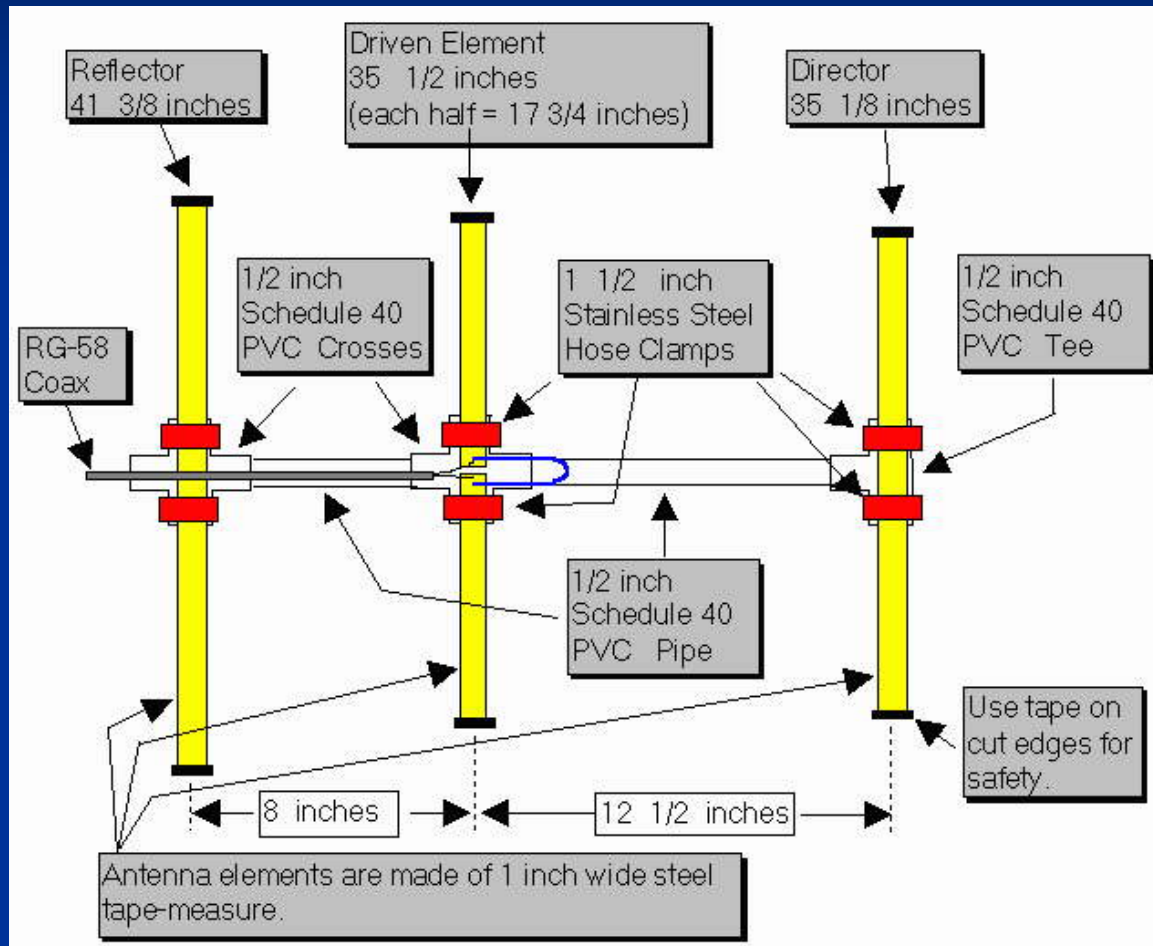 Reflector
41 3/8 inches
Driven Element
35 1/2 inches
(each half = 17 3/4 inches)
Director
35 1/8 inches
1/2 inch
Schedule 40
PVC Crosses
1 1/2 inch
Stainless Steel
Hose Clamps
1/2 inch
Schedule 40
PVC Tee
RG-58
Coax
1/2 inch
Schedule 40
PVC Pipe
Use tape on
cut edges for
safety.
8 inches
12 1/2 inches
Antenna elements are made of 1 inch wide steel
tape-measure.